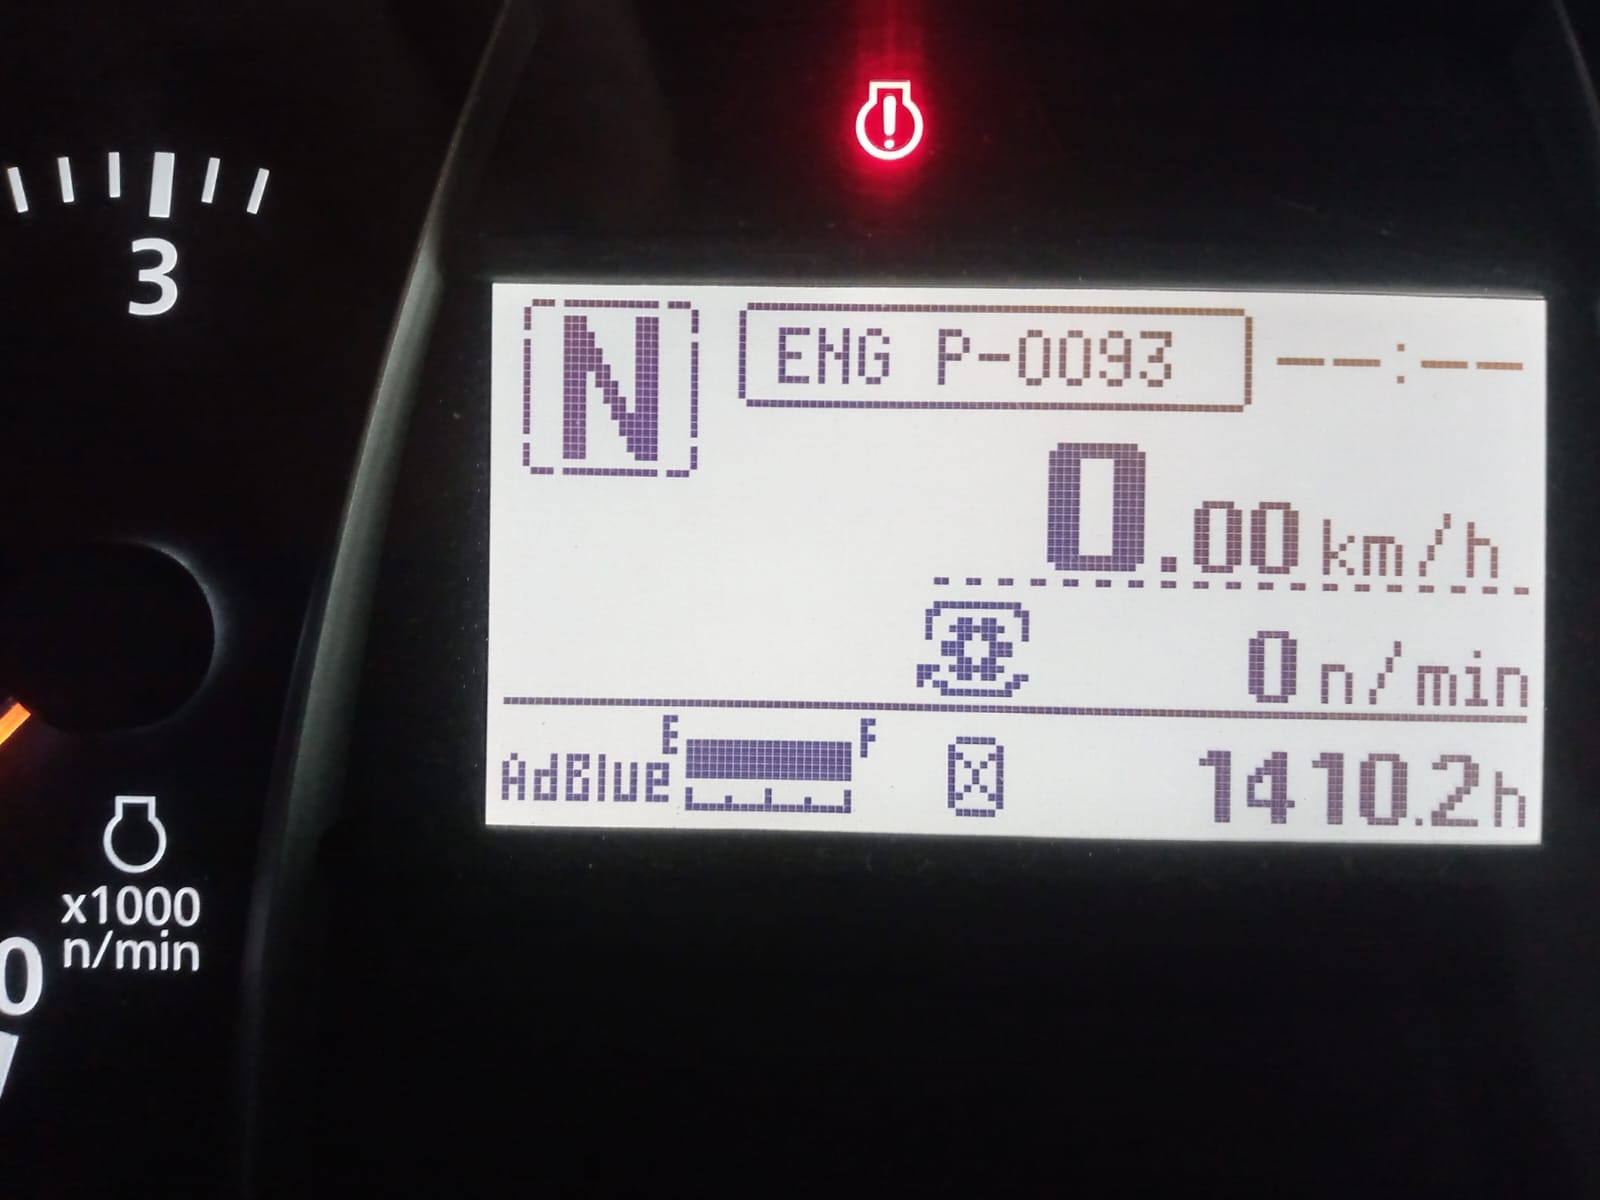 3
N
ENG P-0093
--:--
0.00 km/h
0 n/min
E F
AdBlue
1410.2h
x1000
n/min
0